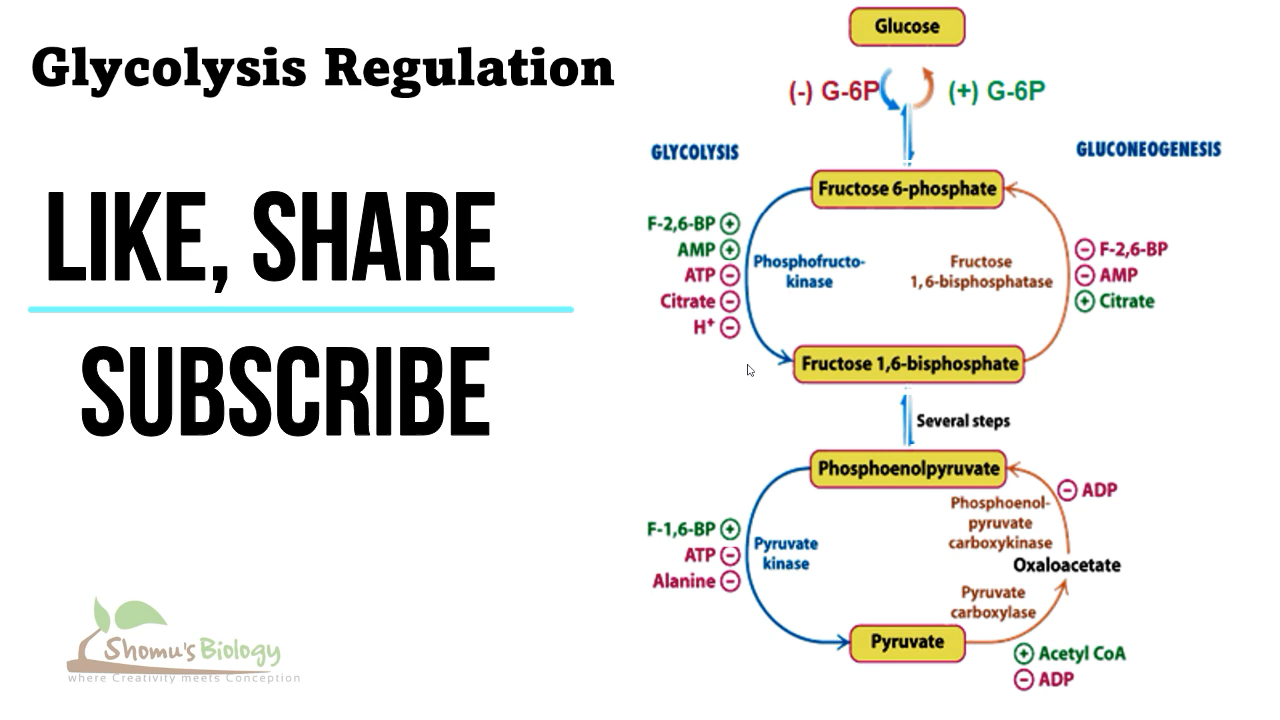 Glycolysis Regulation
LIKE, SHARE
SUBSCRIBE
Shomu's Biology
where Creativity meets Conception
Glucose
(-) G-6P
(+) G-6P
GLYCOLYSIS
GLUCONEOGENESIS
Fructose 6-phosphate
F-2,6-BP ⊕
AMP ⊕
ATP ⊖
Citrate ⊖
H⁺ ⊖
Phosphofructo-
kinase
Fructose
1,6-bisphosphatase
⊖ F-2,6-BP
⊖ AMP
⊕ Citrate
Fructose 1,6-bisphosphate
Several steps
Phosphoenolpyruvate
F-1,6-BP ⊕
ATP ⊖
Alanine ⊖
Pyruvate
kinase
Phosphoenol-
pyruvate
carboxykinase
⊖ ADP
Oxaloacetate
Pyruvate
carboxylase
Pyruvate
⊕ Acetyl CoA
⊖ ADP